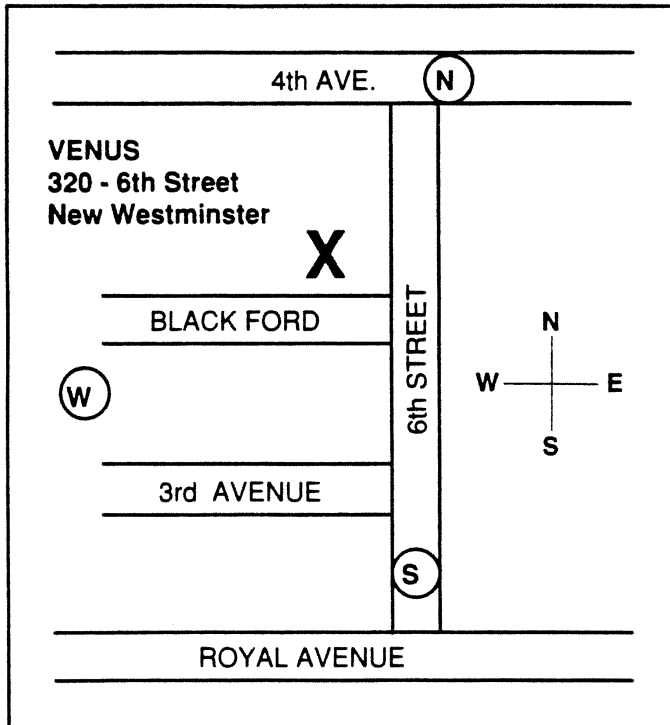 4th AVE.
N
VENUS
320 - 6th Street
New Westminster
X
BLACK FORD
6th STREET
N
W
E
S
W
3rd AVENUE
S
ROYAL AVENUE